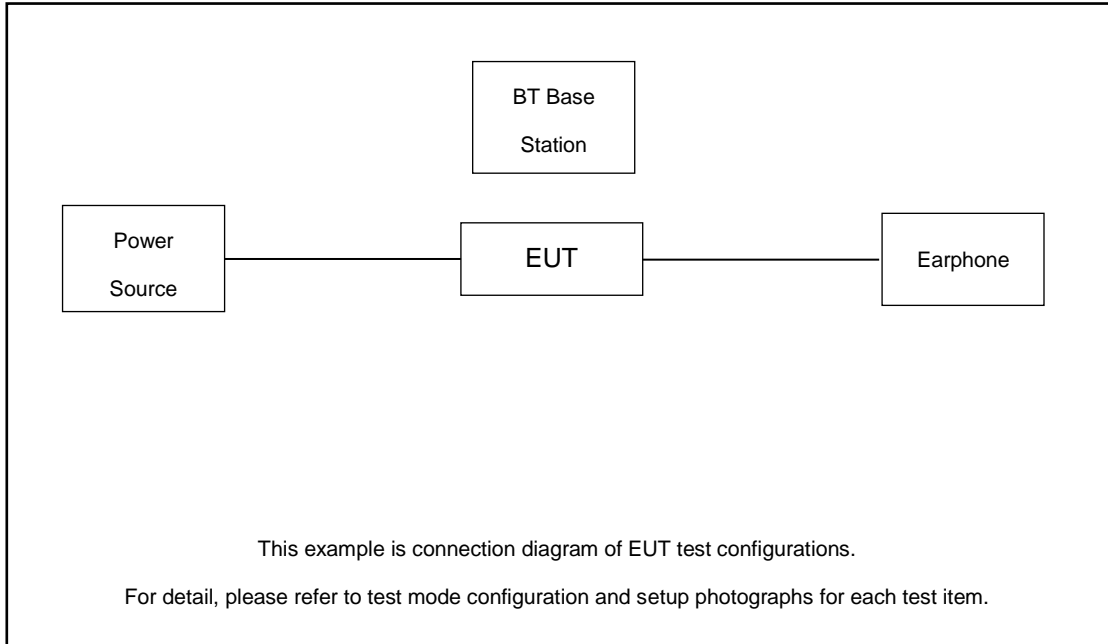 BT Base
Station
Power
Source
EUT
Earphone
This example is connection diagram of EUT test configurations.
For detail, please refer to test mode configuration and setup photographs for each test item.